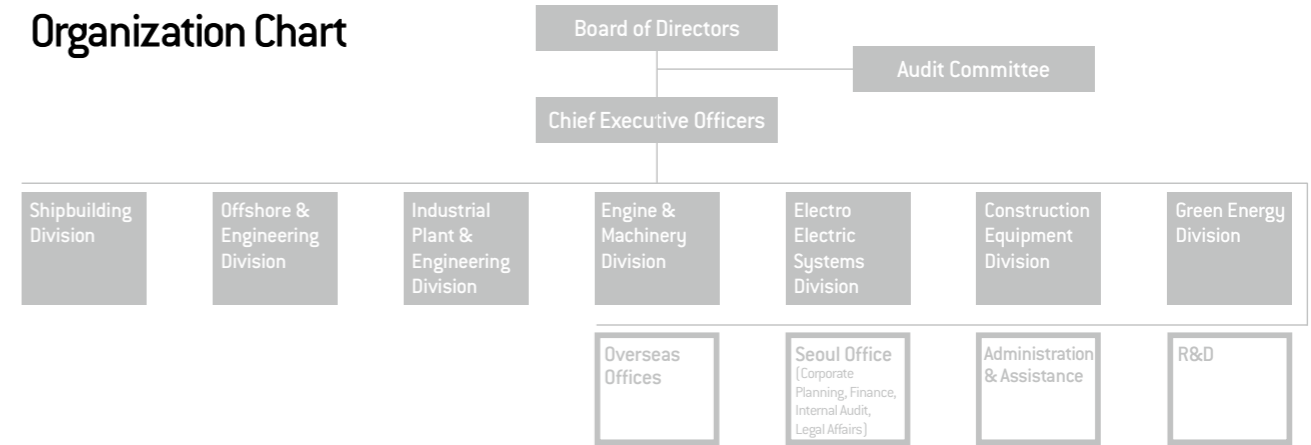 Organization Chart
Board of Directors
Audit Committee
Chief Executive Officers
Shipbuilding
Division
Offshore &
Engineering
Division
Industrial
Plant &
Engineering
Division
Engine &
Machinery
Division
Electro
Electric
Systems
Division
Construction
Equipment
Division
Green Energy
Division
Overseas
Offices
Seoul Office
(Corporate
Planning, Finance,
Internal Audit,
Legal Affairs)
Administration
& Assistance
R&D